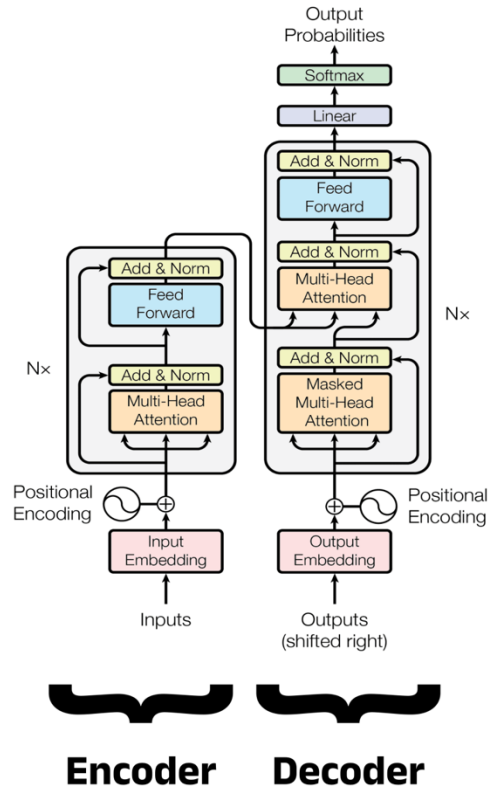 Output
Probabilities
Softmax
Linear
Add & Norm
Feed
Forward
Add & Norm
Multi-Head
Attention
Add & Norm
Masked
Multi-Head
Attention
N×
Add & Norm
Feed
Forward
N×
Add & Norm
Multi-Head
Attention
Positional
Encoding
Input
Embedding
Inputs
Positional
Encoding
Output
Embedding
Outputs
(shifted right)
Encoder
Decoder